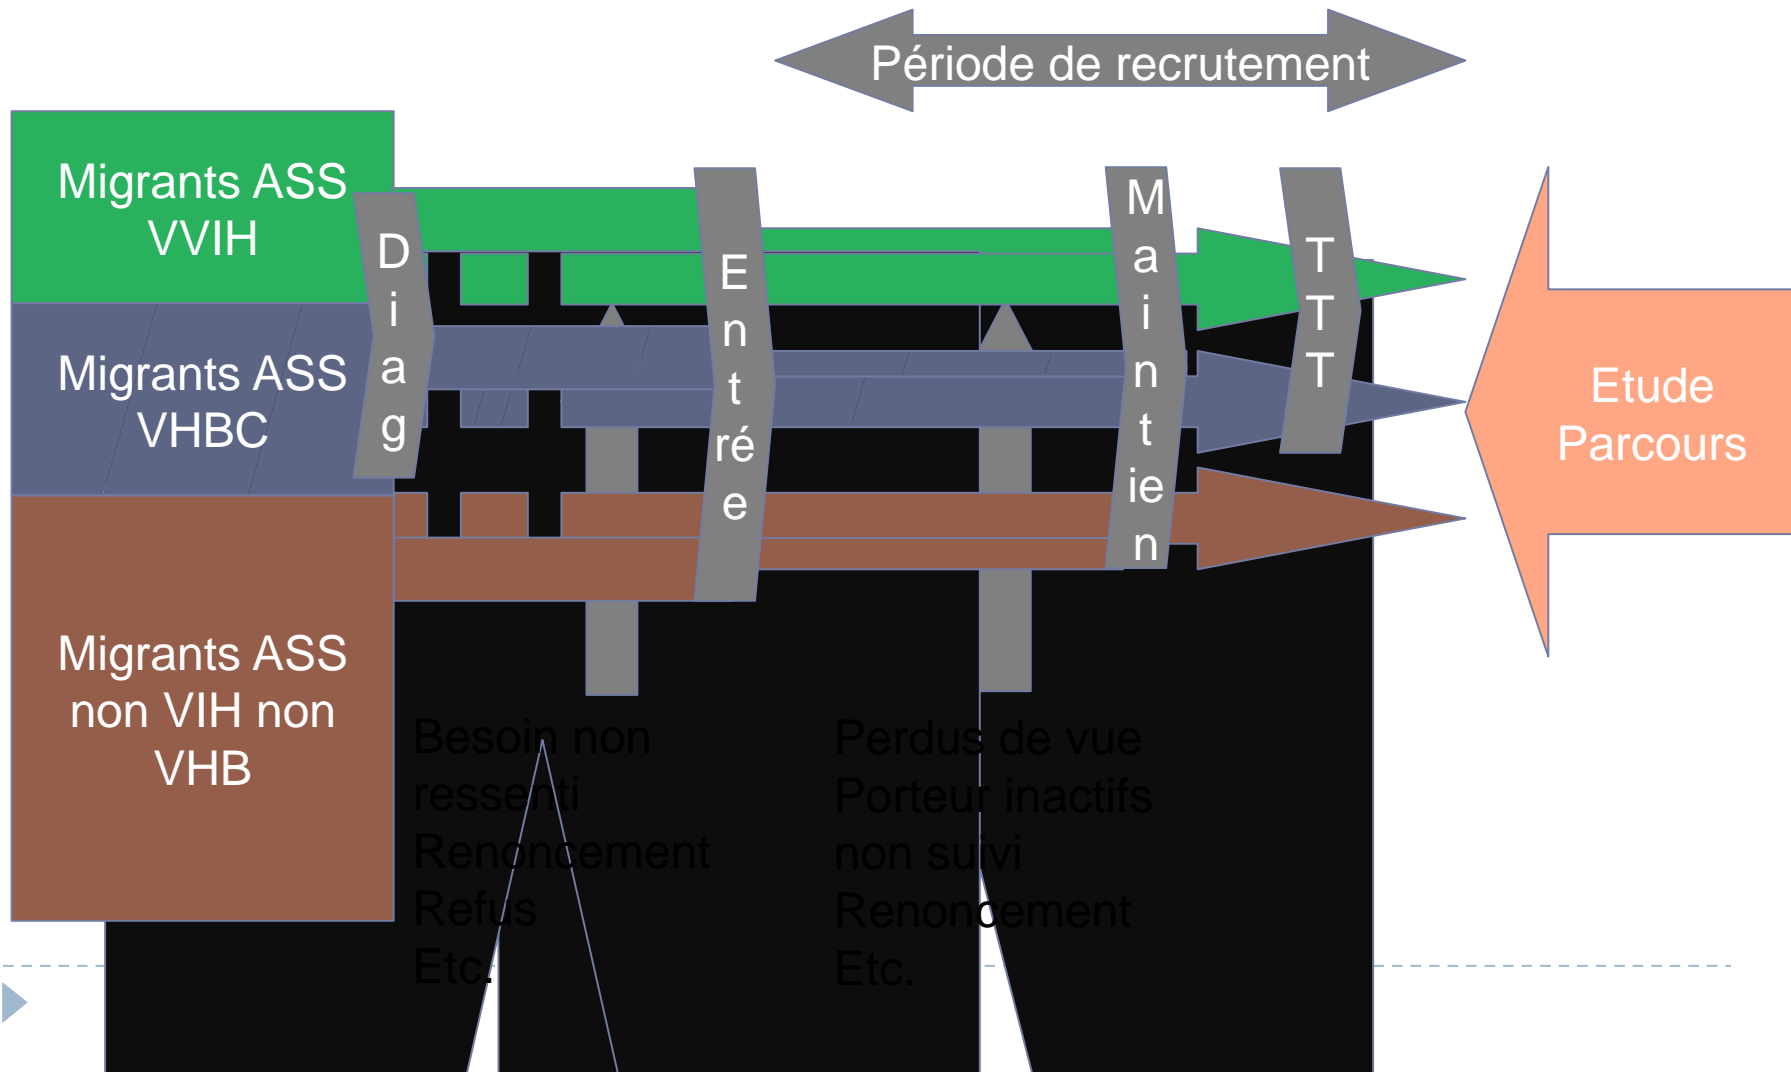 Période de recrutement
Migrants ASS
VVIH
Migrants ASS
VHBC
Migrants ASS
non VIH non
VHB
D
i
a
g
E
n
t
ré
e
M
a
i
n
t
ie
n
T
T
T
Etude
Parcours
Besoin non
ressenti
Renoncement
Refus
Etc.
Perdus de vue
Porteur inactifs
non suivi
Renoncement
Etc.